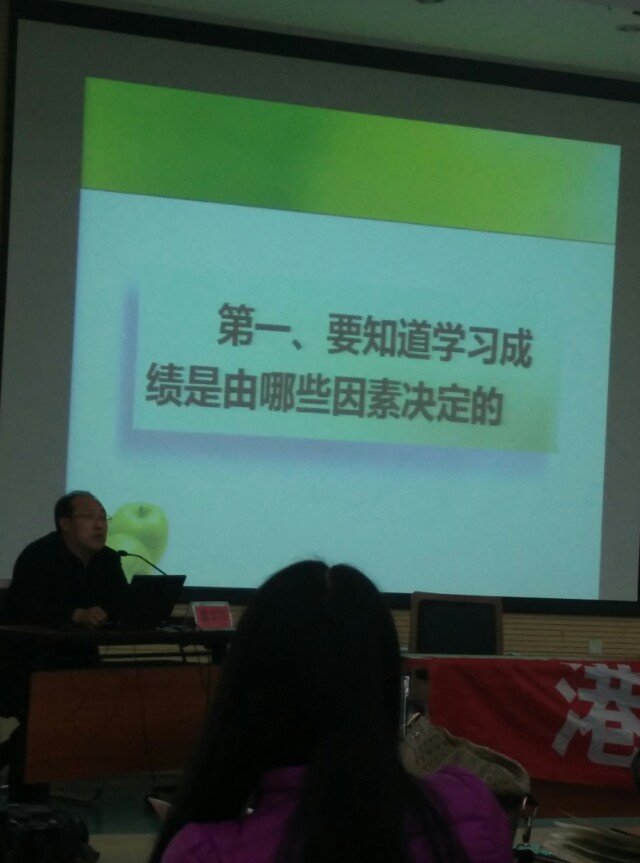 第一、要知道学习成
绩是由哪些因素决定的
港